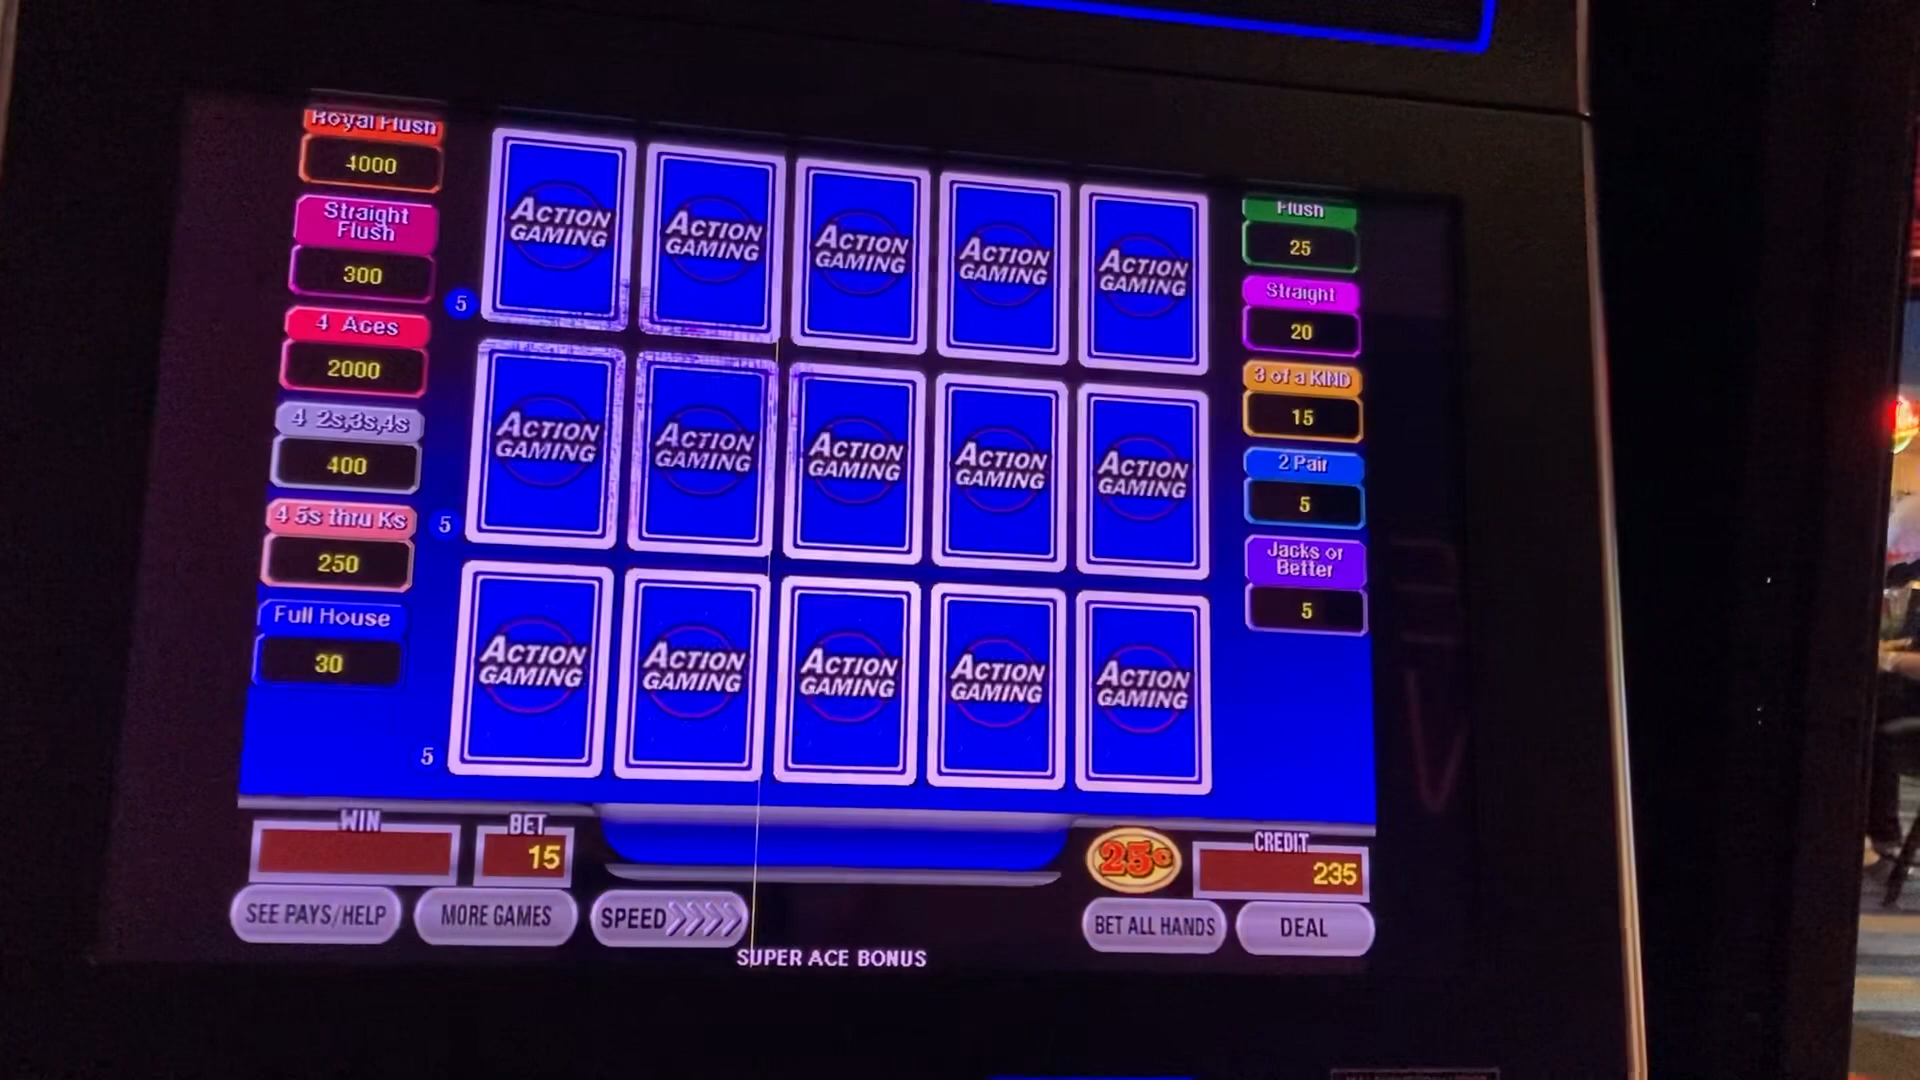 Royal Flush
4000
Straight
Flush
300
4 Aces
2000
4 2s,3s,4s
400
4 5s thru Ks
250
Full House
30
5
5
5
ACTION
GAMING
ACTION
GAMING
ACTION
GAMING
ACTION
GAMING
ACTION
GAMING
ACTION
GAMING
ACTION
GAMING
ACTION
GAMING
ACTION
GAMING
ACTION
GAMING
ACTION
GAMING
ACTION
GAMING
ACTION
GAMING
ACTION
GAMING
ACTION
GAMING
Flush
25
Straight
20
3 of a KIND
15
2 Pair
5
Jacks or
Better
5
WIN
BET
15
25¢
CREDIT
235
SEE PAYS/HELP
MORE GAMES
SPEED
BET ALL HANDS
DEAL
SUPER ACE BONUS